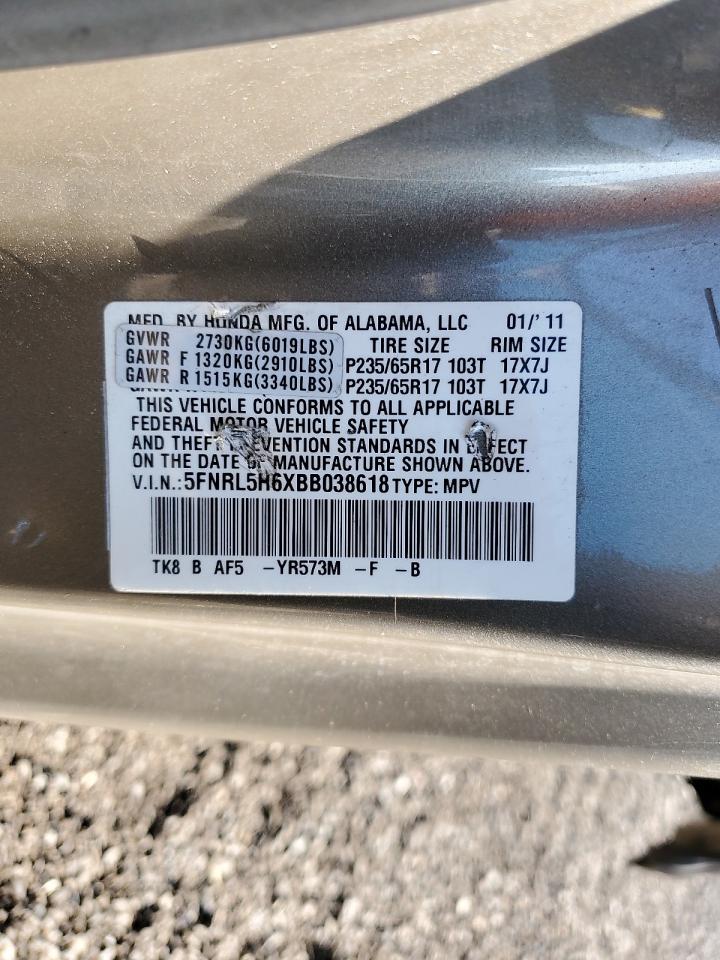 MFD. BY HONDA MFG. OF ALABAMA, LLC 01/'11
GVWR 2730KG(6019LBS) TIRE SIZE RIM SIZE
GAWR F 1320KG(2910LBS) P235/65R17 103T 17X7J
GAWR R 1515KG(3340LBS) P235/65R17 103T 17X7J
THIS VEHICLE CONFORMS TO ALL APPLICABLE
FEDERAL MOTOR VEHICLE SAFETY
AND THEFT PREVENTION STANDARDS IN EFFECT
ON THE DATE OF MANUFACTURE SHOWN ABOVE.
V.I.N.:5FNRL5H6XBB038618 TYPE: MPV
TK8 B AF5 -YR573M -F -B